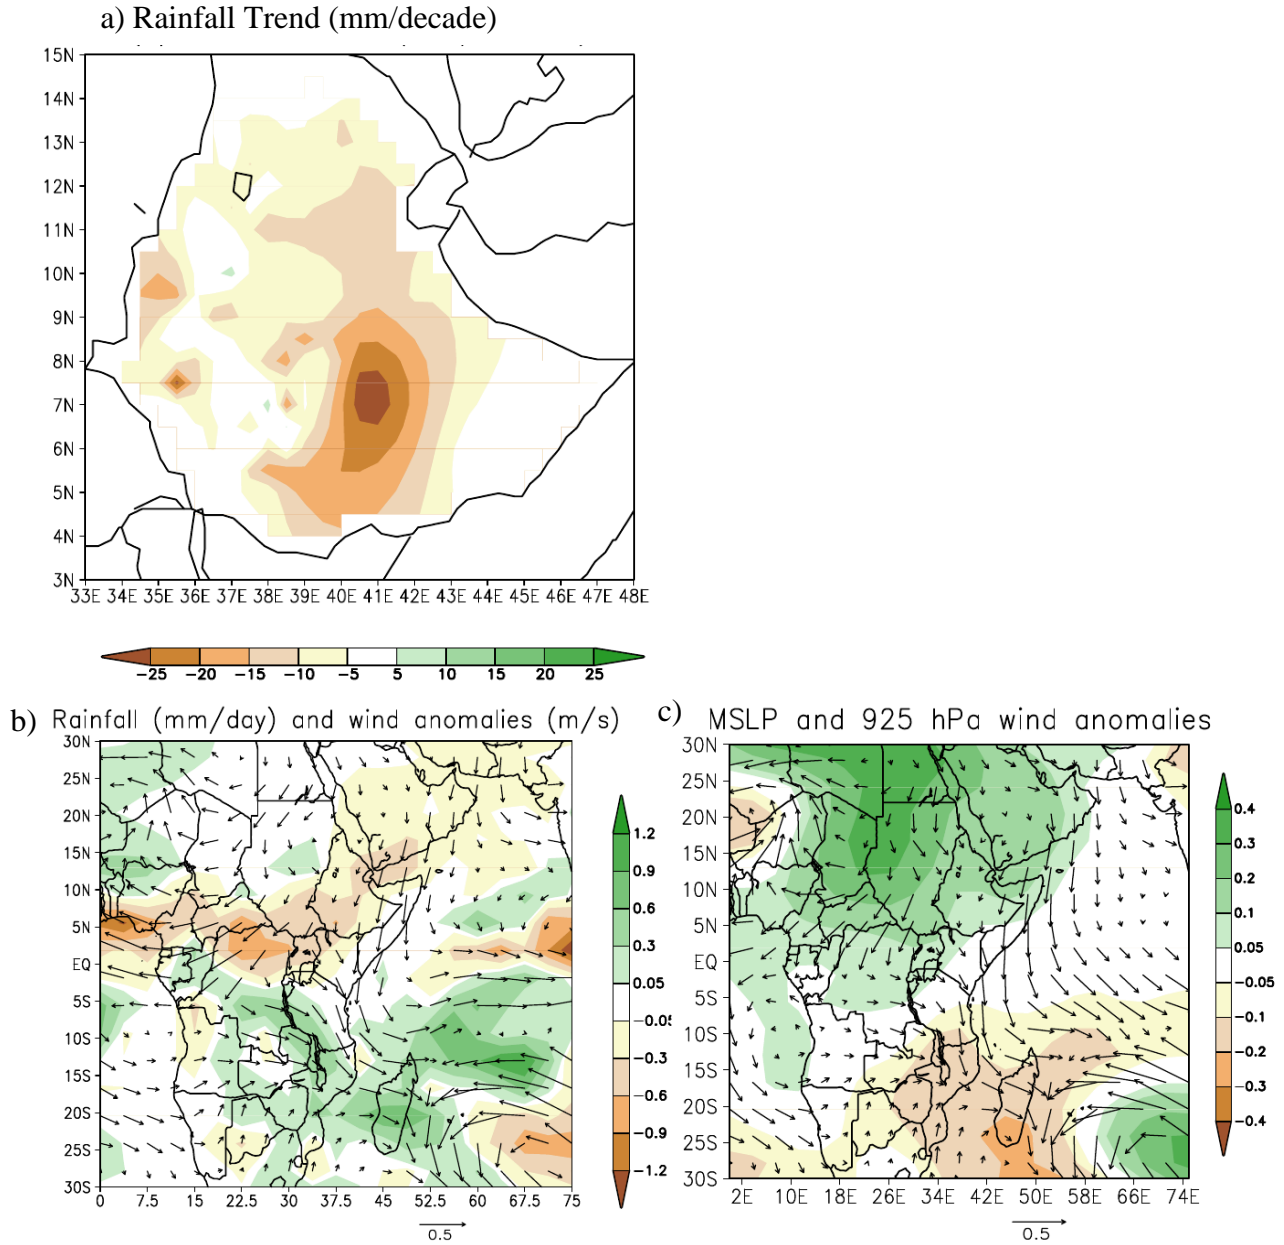 a) Rainfall Trend (mm/decade)
15N
14N
13N
12N
11N
10N
9N
8N
7N
6N
5N
4N
3N
33E 34E 35E 36E 37E 38E 39E 40E 41E 42E 43E 44E 45E 46E 47E 48E
-25 -20 -15 -10 -5 5 10 15 20 25
b) Rainfall (mm/day) and wind anomalies (m/s)
30N
25N
20N
15N
10N
5N
EQ
5S
10S
15S
20S
25S
30S
0 7.5 15 22.5 30 37.5 45 52.5 60 67.5 75
0.5
1.2
0.9
0.6
0.3
0.05
-0.05
-0.3
-0.6
-0.9
-1.2
c) MSLP and 925 hPa wind anomalies
30N
25N
20N
15N
10N
5N
EQ
5S
10S
15S
20S
25S
30S
2E 10E 18E 26E 34E 42E 50E 58E 66E 74E
0.5
0.4
0.3
0.2
0.1
0.05
-0.05
-0.1
-0.2
-0.3
-0.4